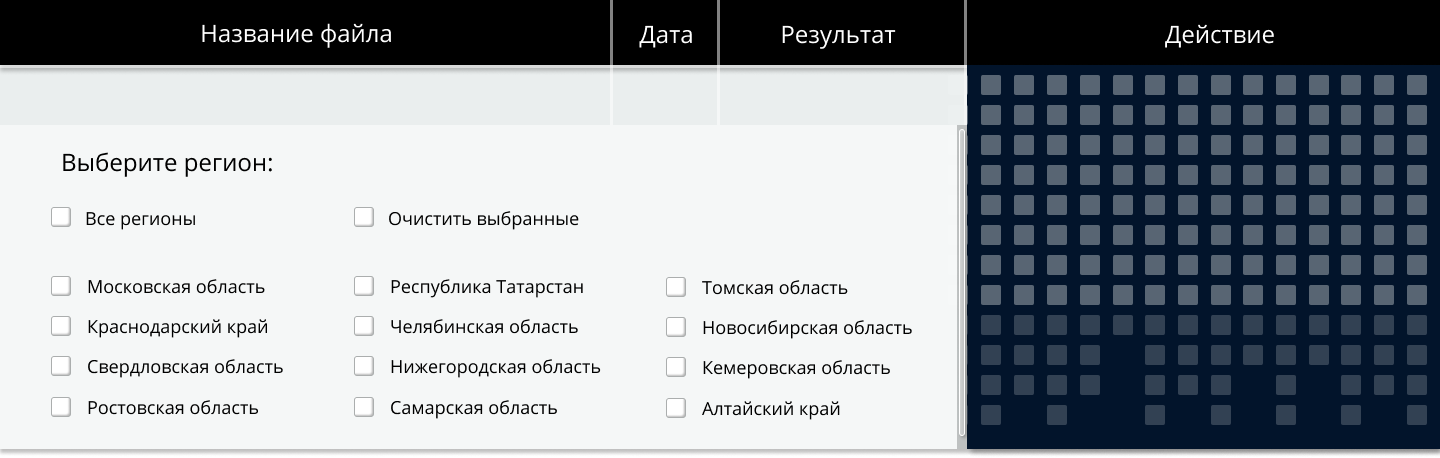 Название файла Дата Результат Действие
Выберите регион:
Все регионы Очистить выбранные
Московская область Республика Татарстан Томская область
Краснодарский край Челябинская область Новосибирская область
Свердловская область Нижегородская область Кемеровская область
Ростовская область Самарская область Алтайский край